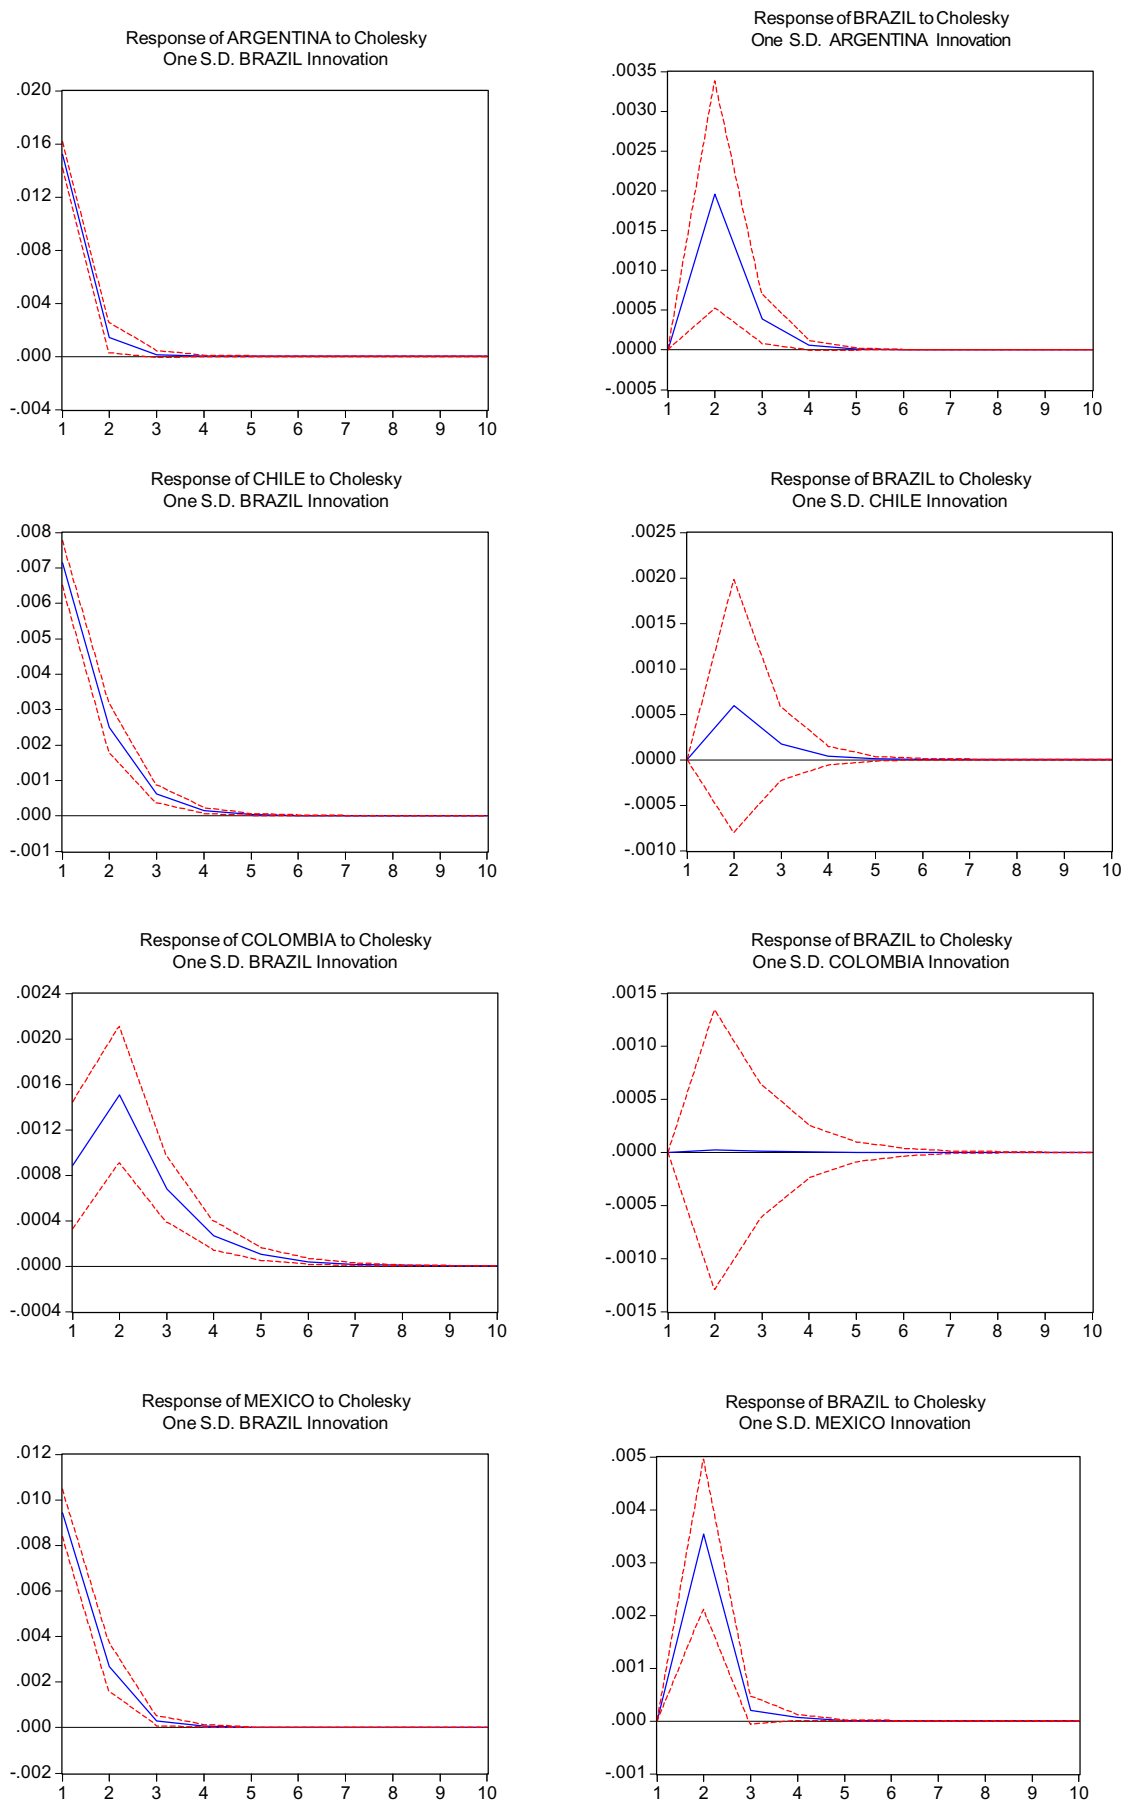 Response of ARGENTINA to Cholesky
One S.D. BRAZIL Innovation
.020
.016
.012
.008
.004
.000
-.004
1 2 3 4 5 6 7 8 9 10
Response of BRAZIL to Cholesky
One S.D. ARGENTINA Innovation
.0035
.0030
.0025
.0020
.0015
.0010
.0005
.0000
-.0005
1 2 3 4 5 6 7 8 9 10
Response of CHILE to Cholesky
One S.D. BRAZIL Innovation
.008
.007
.006
.005
.004
.003
.002
.001
.000
-.001
1 2 3 4 5 6 7 8 9 10
Response of BRAZIL to Cholesky
One S.D. CHILE Innovation
.0025
.0020
.0015
.0010
.0005
.0000
-.0005
-.0010
1 2 3 4 5 6 7 8 9 10
Response of COLOMBIA to Cholesky
One S.D. BRAZIL Innovation
.0024
.0020
.0016
.0012
.0008
.0004
.0000
-.0004
1 2 3 4 5 6 7 8 9 10
Response of BRAZIL to Cholesky
One S.D. COLOMBIA Innovation
.0015
.0010
.0005
.0000
-.0005
-.0010
-.0015
1 2 3 4 5 6 7 8 9 10
Response of MEXICO to Cholesky
One S.D. BRAZIL Innovation
.012
.010
.008
.006
.004
.002
.000
-.002
1 2 3 4 5 6 7 8 9 10
Response of BRAZIL to Cholesky
One S.D. MEXICO Innovation
.005
.004
.003
.002
.001
.000
-.001
1 2 3 4 5 6 7 8 9 10